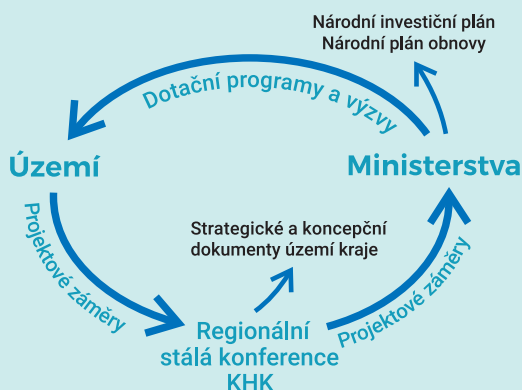 Národní investiční plán
Národní plán obnovy
Dotační programy a výzvy
Území
Ministerstva
Projektové záměry
Strategické a koncepční
dokumenty území kraje
Projektové záměry
Regionální
stálá konference
KHK